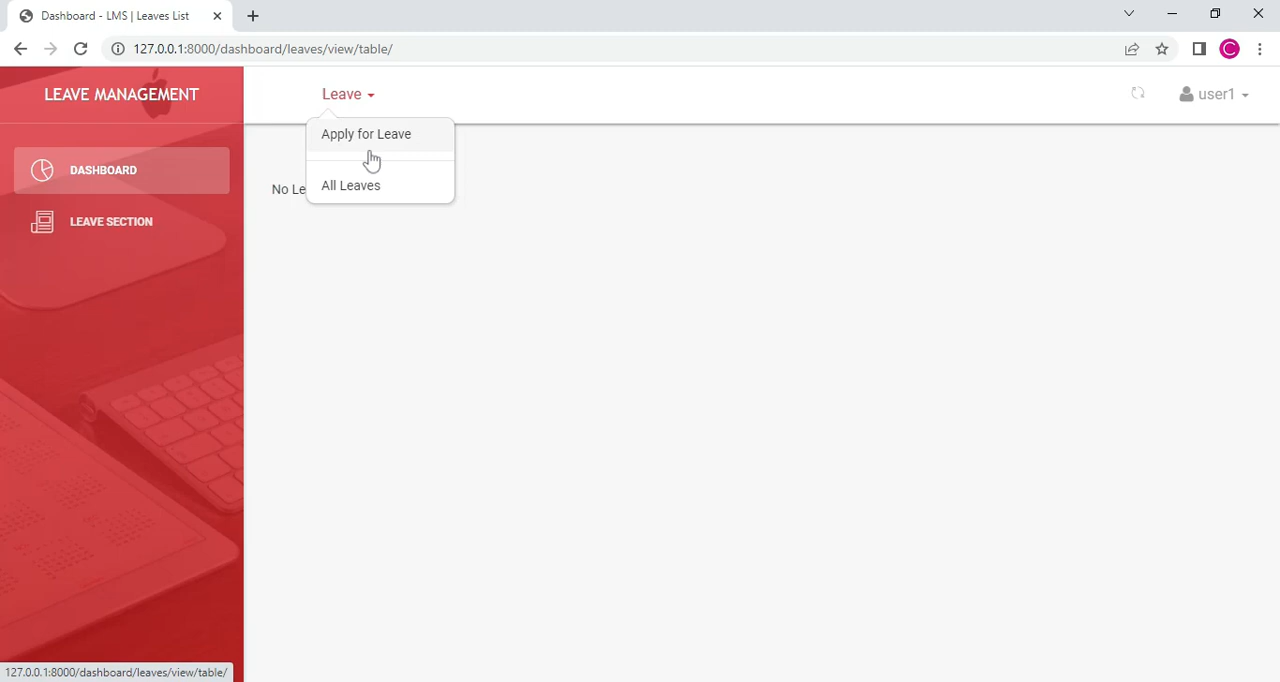 Dashboard - LMS | Leaves List
127.0.0.1:8000/dashboard/leaves/view/table/
LEAVE MANAGEMENT
Leave
user1
Apply for Leave
All Leaves
DASHBOARD
No Le
LEAVE SECTION
C
127.0.0.1:8000/dashboard/leaves/view/table/